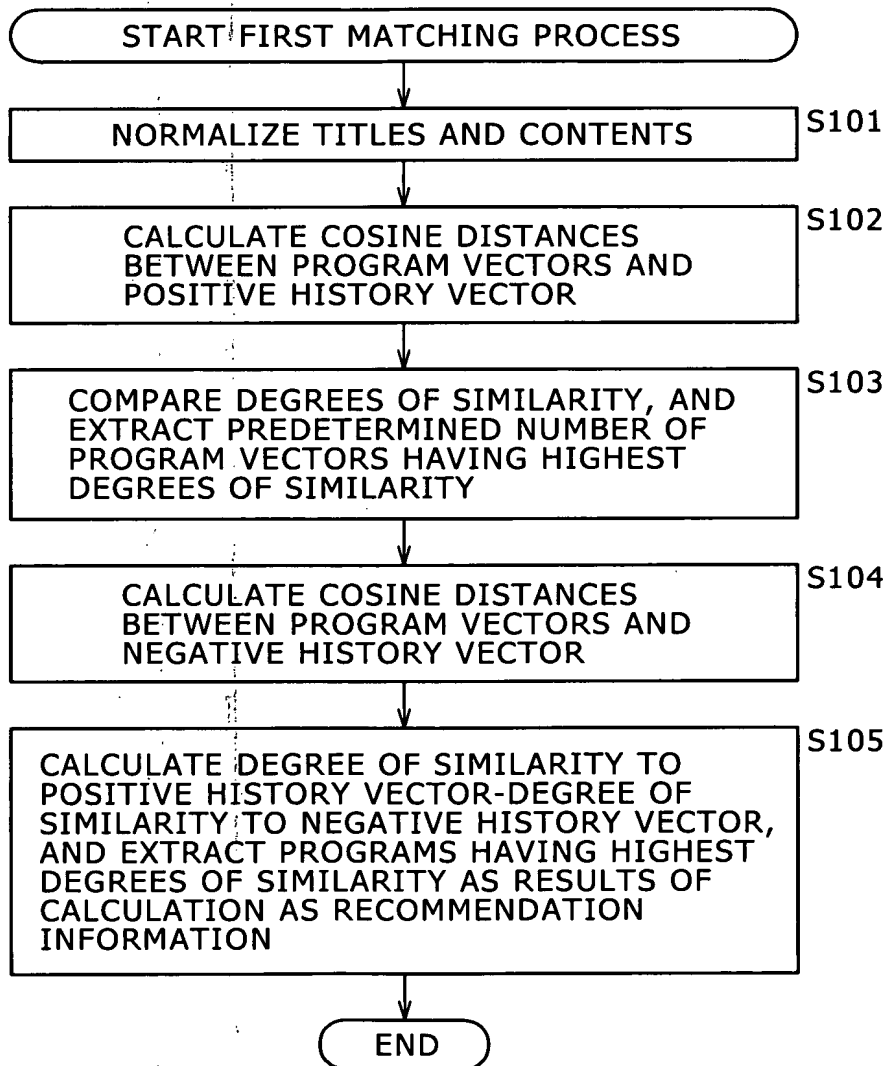 START FIRST MATCHING PROCESS
NORMALIZE TITLES AND CONTENTS
S101
CALCULATE COSINE DISTANCES
BETWEEN PROGRAM VECTORS AND
POSITIVE HISTORY VECTOR
S102
COMPARE DEGREES OF SIMILARITY, AND
EXTRACT PREDETERMINED NUMBER OF
PROGRAM VECTORS HAVING HIGHEST
DEGREES OF SIMILARITY
S103
CALCULATE COSINE DISTANCES
BETWEEN PROGRAM VECTORS AND
NEGATIVE HISTORY VECTOR
S104
CALCULATE DEGREE OF SIMILARITY TO
POSITIVE HISTORY VECTOR-DEGREE OF
SIMILARITY TO NEGATIVE HISTORY VECTOR,
AND EXTRACT PROGRAMS HAVING HIGHEST
DEGREES OF SIMILARITY AS RESULTS OF
CALCULATION AS RECOMMENDATION
INFORMATION
S105
END